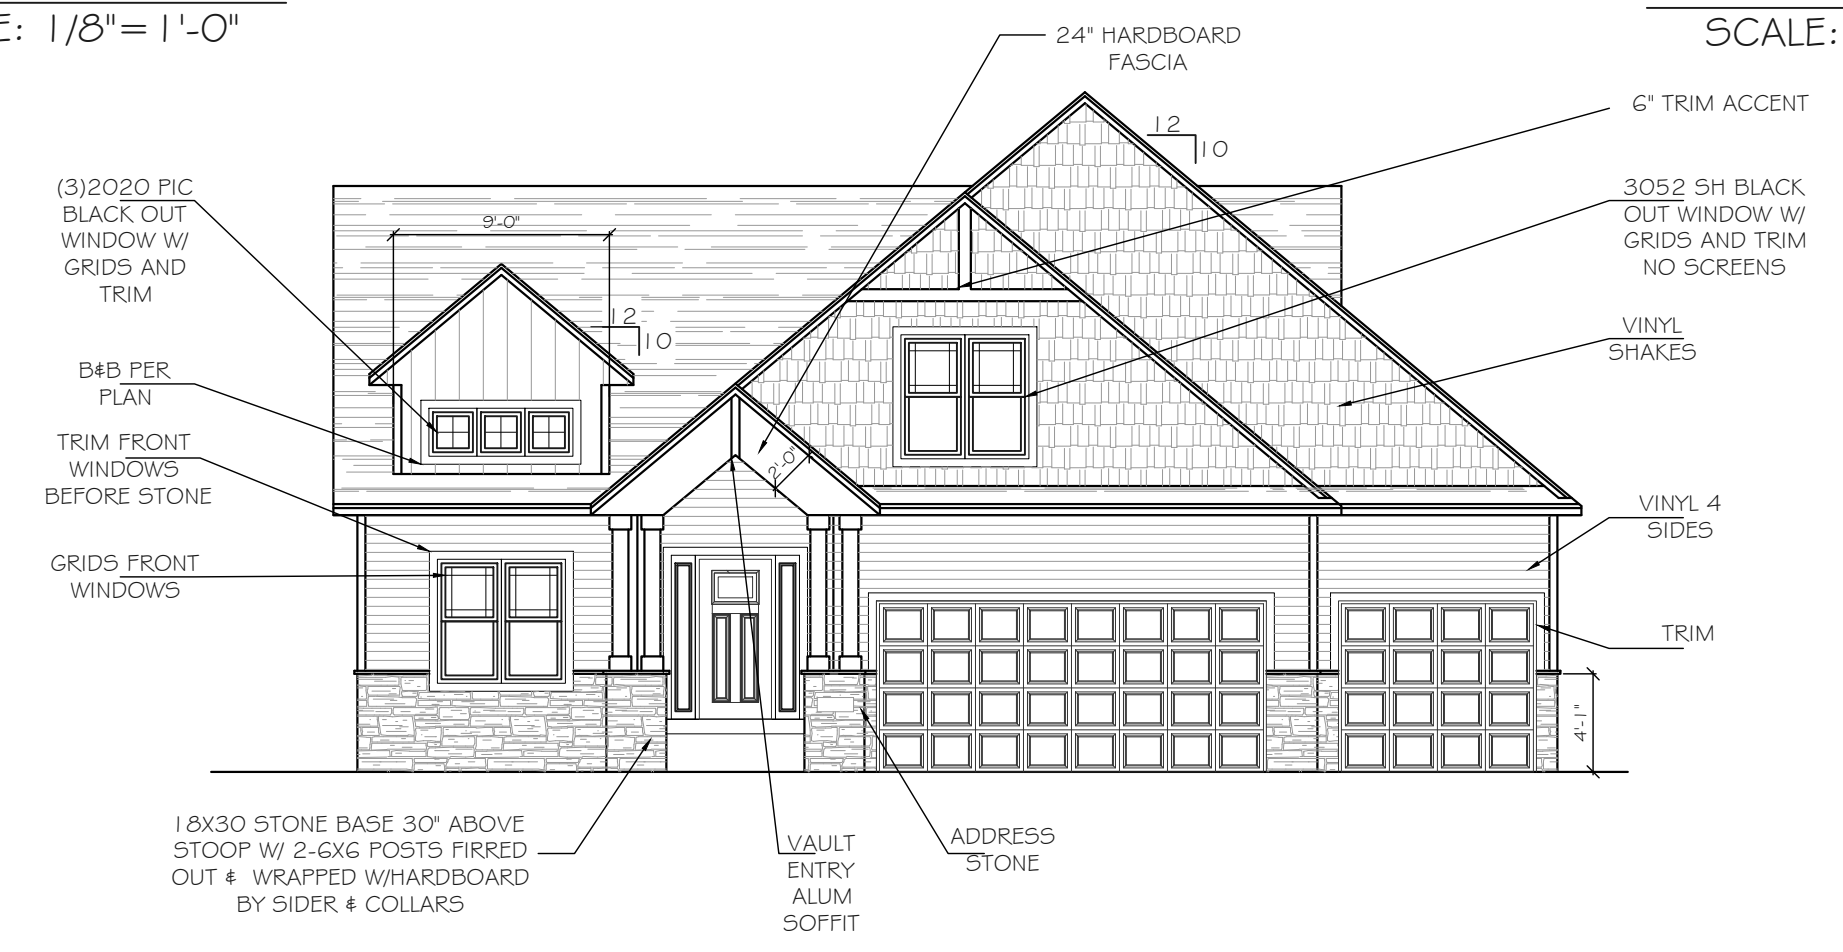 E: 1/8"=1'-0"
SCALE:
24" HARDBOARD
FASCIA
6" TRIM ACCENT
12
10
(3)2020 PIC
BLACK OUT
WINDOW W/
GRIDS AND
TRIM
9'-0"
3052 SH BLACK
OUT WINDOW W/
GRIDS AND TRIM
NO SCREENS
12
10
VINYL
SHAKES
B&B PER
PLAN
TRIM FRONT
WINDOWS
BEFORE STONE
2'-0"
VINYL 4
SIDES
GRIDS FRONT
WINDOWS
TRIM
4'-1"
18X30 STONE BASE 30" ABOVE
STOOP W/ 2-6X6 POSTS FIRRED
OUT & WRAPPED W/HARDBOARD
BY SIDER & COLLARS
VAULT
ENTRY
ALUM
SOFFIT
ADDRESS
STONE